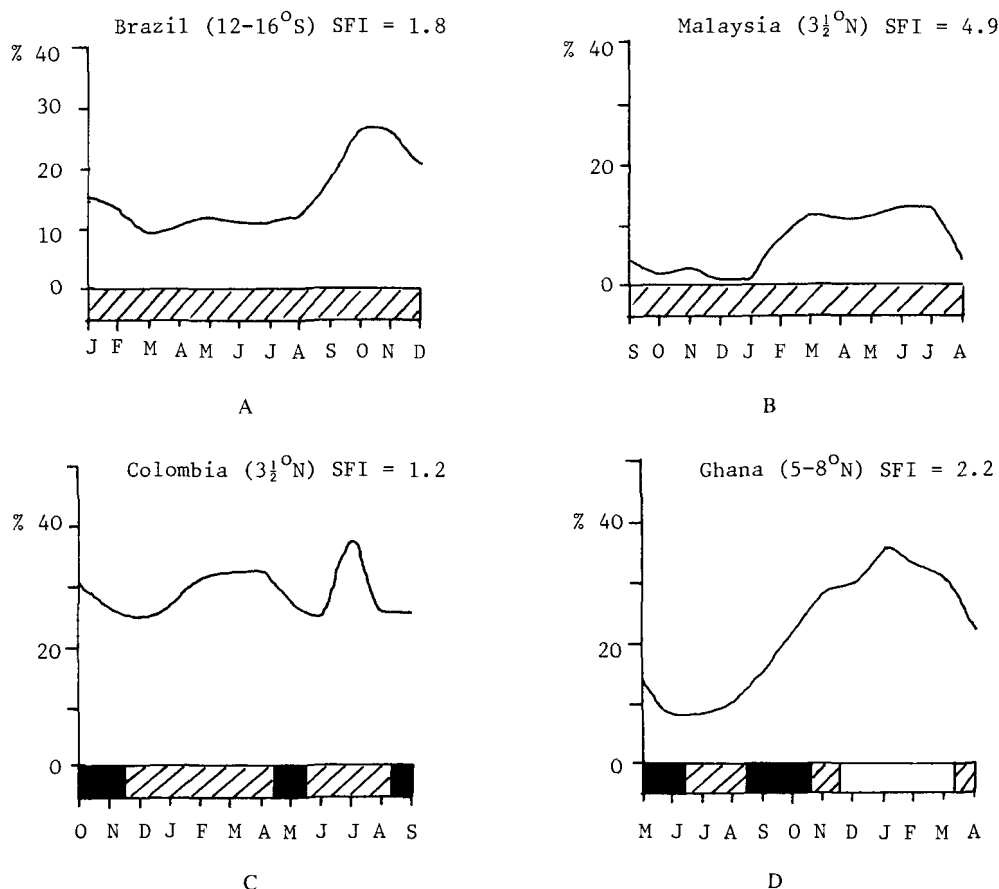 Brazil (12-16°S) SFI = 1.8
% 40
30
20
10
0
J F M A M J J A S O N D
A
Malaysia (3½°N) SFI = 4.9
% 40
20
0
S O N D J F M A M J J A
B
Colombia (3½°N) SFI = 1.2
% 40
20
0
O N D J F M A M J J A S
C
Ghana (5-8°N) SFI = 2.2
% 40
20
0
M J J A S O N D J F M A
D